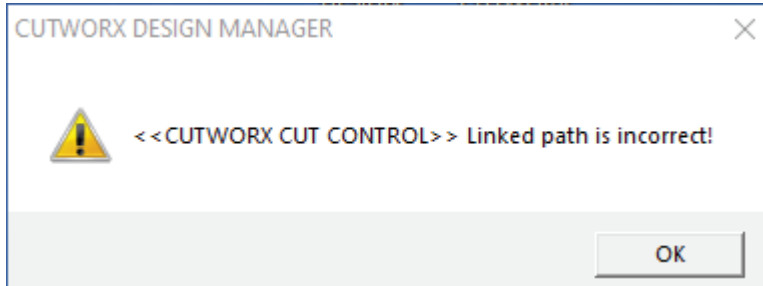 CUTWORX DESIGN MANAGER
<<CUTWORX CUT CONTROL>> Linked path is incorrect!
OK